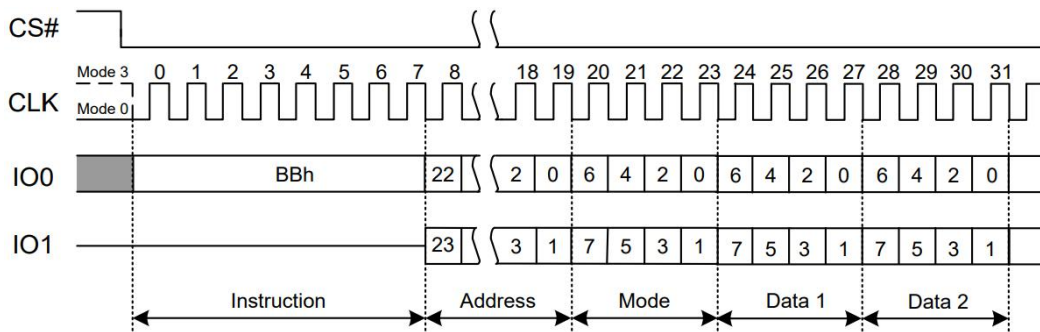 CS#
Mode 3 0 1 2 3 4 5 6 7 8 18 19 20 21 22 23 24 25 26 27 28 29 30 31
CLK
Mode 0
IO0 BBh 22 2 0 6 4 2 0 6 4 2 0 6 4 2 0
IO1 23 3 1 7 5 3 1 7 5 3 1 7 5 3 1
Instruction Address Mode Data 1 Data 2